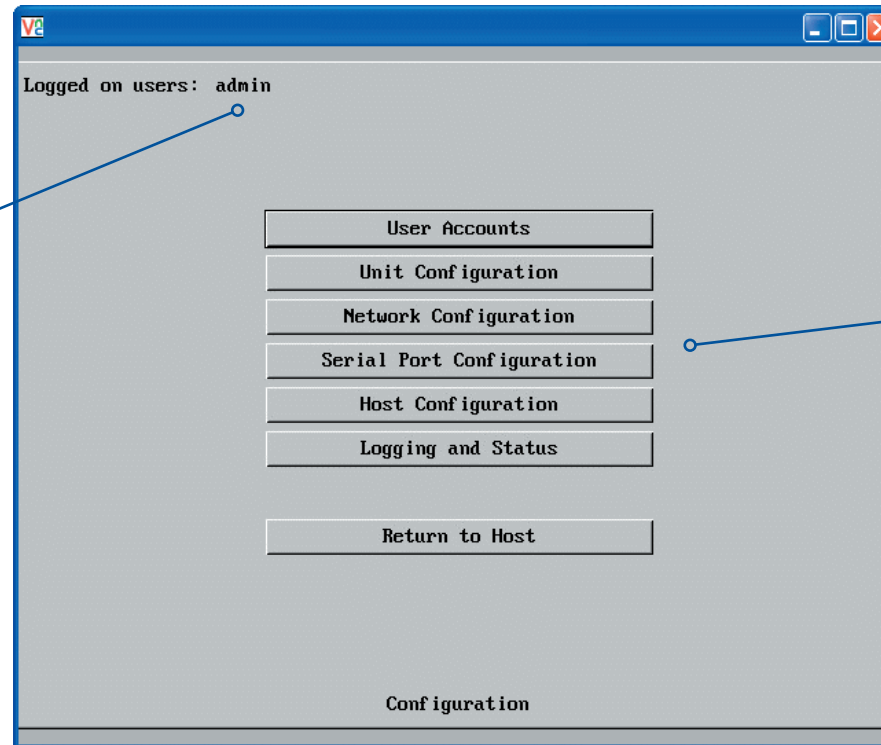 V2
Logged on users: admin
User Accounts
Unit Configuration
Network Configuration
Serial Port Configuration
Host Configuration
Logging and Status
Return to Host
Configuration